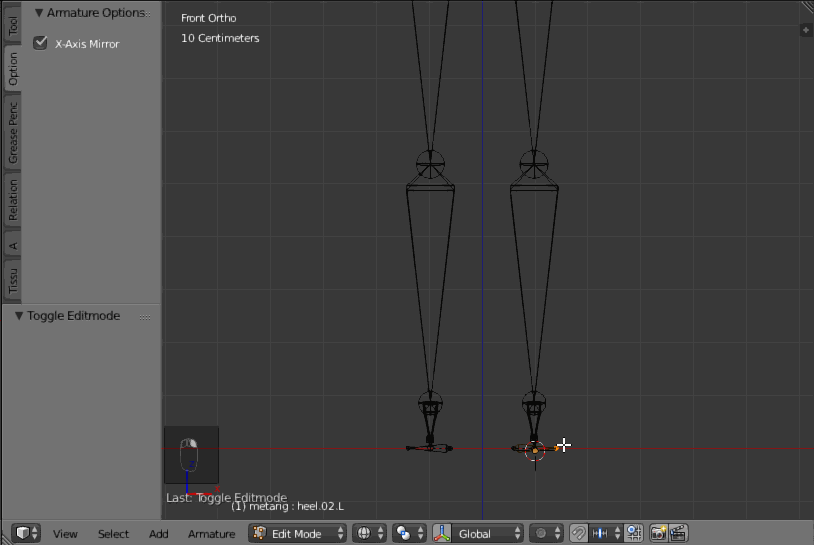 Armature Options
X-Axis Mirror
Tool
Option
Grease Penc
Relation
A
Tissu
Toggle Editmode
Front Ortho
10 Centimeters
Last: Toggle Editmode
(1) metang : heel.02.L
View Select Add Armature Edit Mode Global